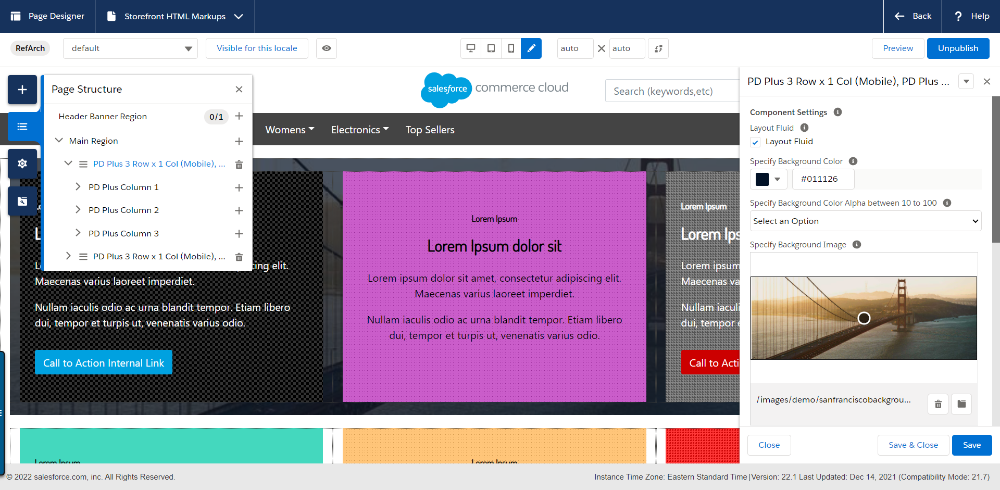 Page Designer
Storefront HTML Markups
Back
? Help
RefArch
default
Visible for this locale
auto
auto
Preview
Unpublish
Page Structure
Header Banner Region
0/1
Main Region
PD Plus 3 Row x 1 Col (Mobile), ...
PD Plus Column 1
PD Plus Column 2
PD Plus Column 3
PD Plus 3 Row x 1 Col (Mobile), ...
salesforce commerce cloud
Search (keywords,etc)
Womens
Electronics
Top Sellers
cing elit.
Maecenas varius laoreet imperdiet.
Nullam iaculis odio ac urna blandit tempor. Etiam libero
dui, tempor et turpis ut, venenatis varius odio.
Call to Action Internal Link
Lorem Ipsum
Lorem Ipsum dolor sit
Lorem ipsum dolor sit amet, consectetur adipiscing elit.
Maecenas varius laoreet imperdiet.
Nullam iaculis odio ac urna blandit tempor. Etiam libero
dui, tempor et turpis ut, venenatis varius odio.
Lorem Ipsum
Lorem Ips
Lorem ipsum
Maecenas va
Nullam iacul
dui, tempor e
Call to Acti
Lorem Ipsum
Lorem Ipsum
PD Plus 3 Row x 1 Col (Mobile), PD Plus ...
Component Settings
Layout Fluid
Layout Fluid
Specify Background Color
#011126
Specify Background Color Alpha between 10 to 100
Select an Option
Specify Background Image
/images/demo/sanfranciscobackgrou...
Close
Save & Close
Save
© 2022 salesforce.com, inc. All Rights Reserved.
Instance Time Zone: Eastern Standard Time|Version: 22.1 Last Updated: Dec 14, 2021 (Compatibility Mode: 21.7)